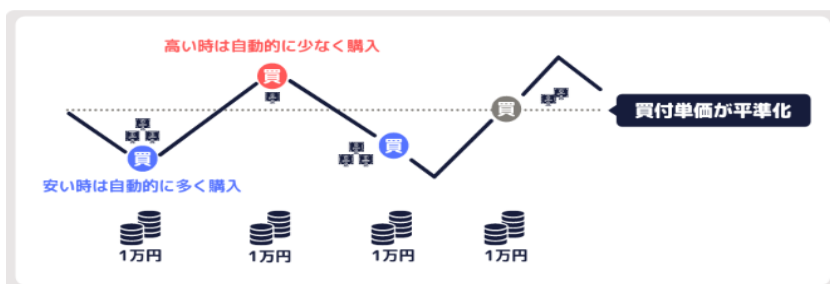 高い時は自動的に少なく購入
買
買
買
買
買付単価が平準化
安い時は自動的に多く購入
1万円
1万円
1万円
1万円